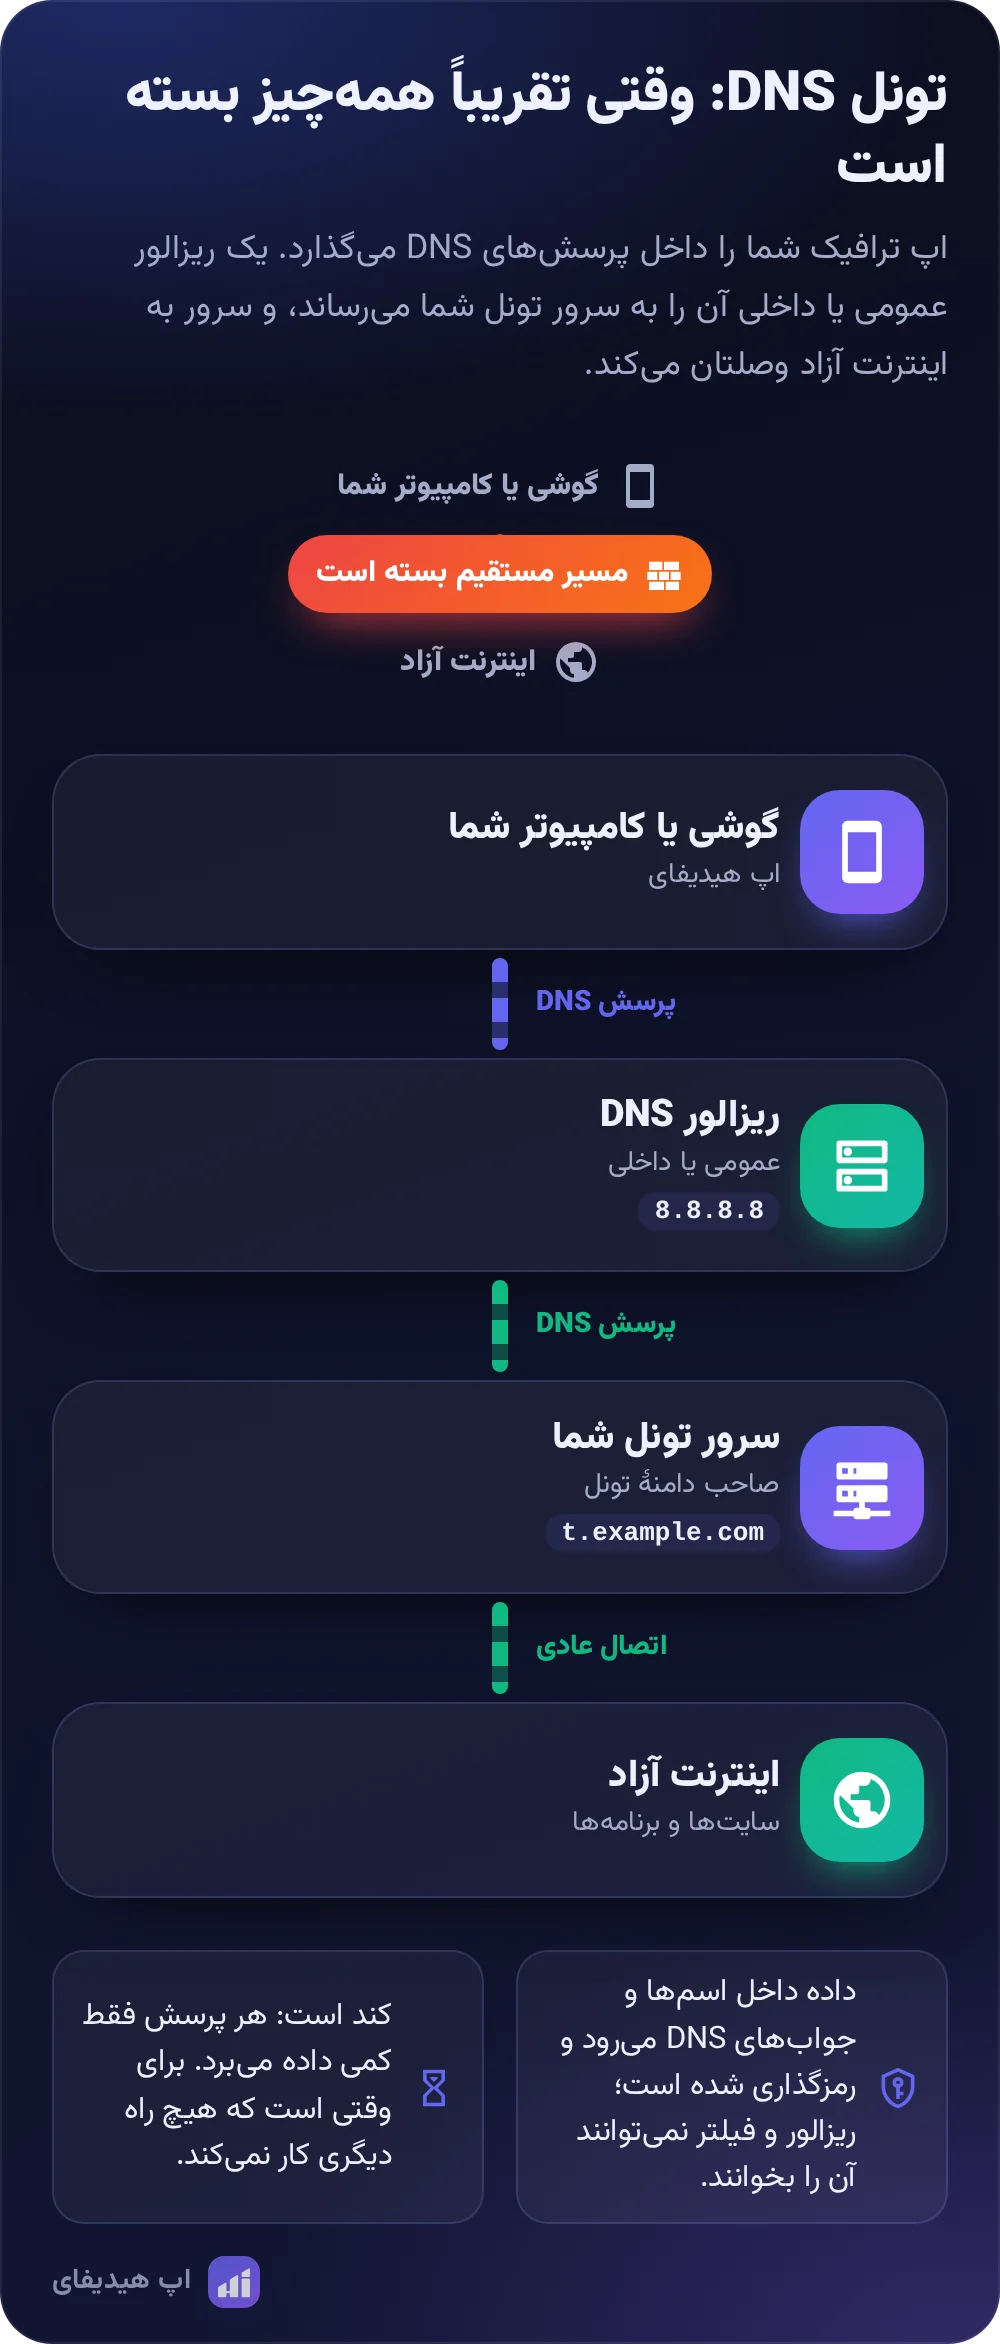 تونل DNS: وقتی تقریباً همه‌چیز بسته
است
اپ ترافیک شما را داخل پرسش‌های DNS می‌گذارد. یک ریزالور
عمومی یا داخلی آن را به سرور تونل شما می‌رساند، و سرور به
اینترنت آزاد وصلتان می‌کند.
گوشی یا کامپیوتر شما
مسیر مستقیم بسته است
اینترنت آزاد
گوشی یا کامپیوتر شما
اپ هیدیفای
پرسش DNS
ریزالور DNS
عمومی یا داخلی
8.8.8.8
پرسش DNS
سرور تونل شما
صاحب دامنهٔ تونل
t.example.com
اتصال عادی
اینترنت آزاد
سایت‌ها و برنامه‌ها
داده داخل اسم‌ها و
جواب‌های DNS می‌رود و
رمزگذاری شده است؛
ریزالور و فیلتر نمی‌توانند
آن را بخوانند.
کند است: هر پرسش فقط
کمی داده می‌برد. برای
وقتی است که هیچ راه
دیگری کار نمی‌کند.
اپ هیدیفای